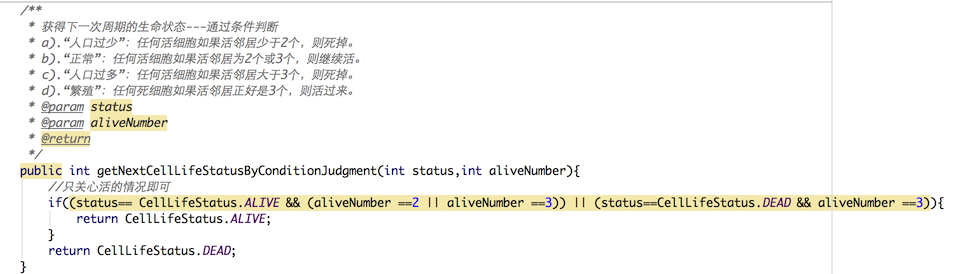 /**
* 获得下一次周期的生命状态---通过条件判断
* a).“人口过少”：任何活细胞如果活邻居少于2个，则死掉。
* b).“正常”：任何活细胞如果活邻居为2个或3个，则继续活。
* c).“人口过多”：任何活细胞如果活邻居大于3个，则死掉。
* d).“繁殖”：任何死细胞如果活邻居正好是3个，则活过来。
* @param status
* @param aliveNumber
* @return
*/
public int getNextCellLifeStatusByConditionJudgment(int status,int aliveNumber){
//只关心活的情况即可
if((status== CellLifeStatus.ALIVE && (aliveNumber ==2 || aliveNumber ==3)) || (status==CellLifeStatus.DEAD && aliveNumber ==3)){
return CellLifeStatus.ALIVE;
}
return CellLifeStatus.DEAD;
}